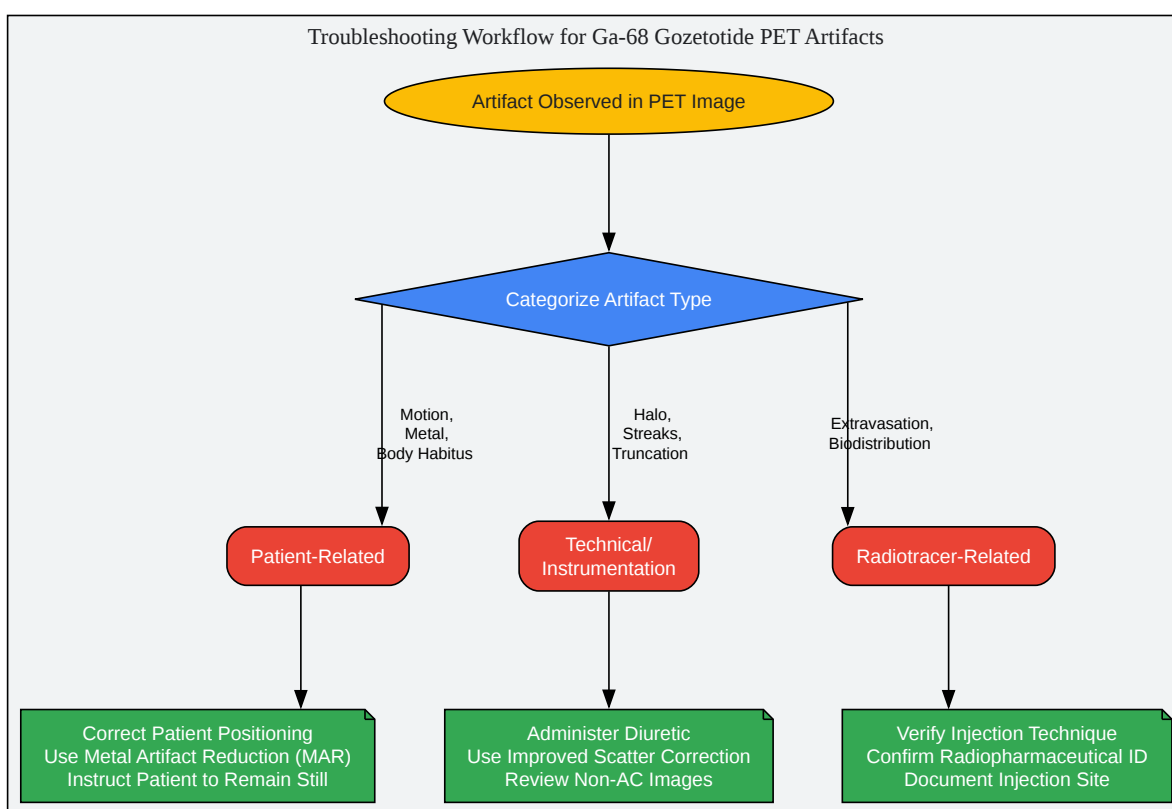 Troubleshooting Workflow for Ga-68 Gozetotide PET Artifacts
Artifact Observed in PET Image
Categorize Artifact Type
Motion,
Metal,
Body Habitus
Halo,
Streaks,
Truncation
Extravasation,
Biodistribution
Patient-Related
Technical/
Instrumentation
Radiotracer-Related
Correct Patient Positioning
Use Metal Artifact Reduction (MAR)
Instruct Patient to Remain Still
Administer Diuretic
Use Improved Scatter Correction
Review Non-AC Images
Verify Injection Technique
Confirm Radiopharmaceutical ID
Document Injection Site